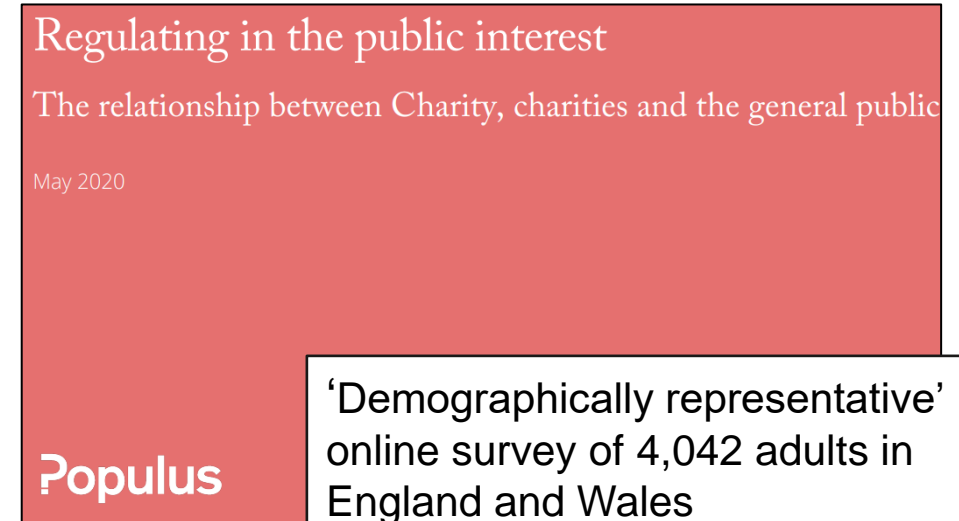 Regulating in the public interest
The relationship between Charity, charities and the general public
May 2020
Populus
‘Demographically representative’
online survey of 4,042 adults in
England and Wales